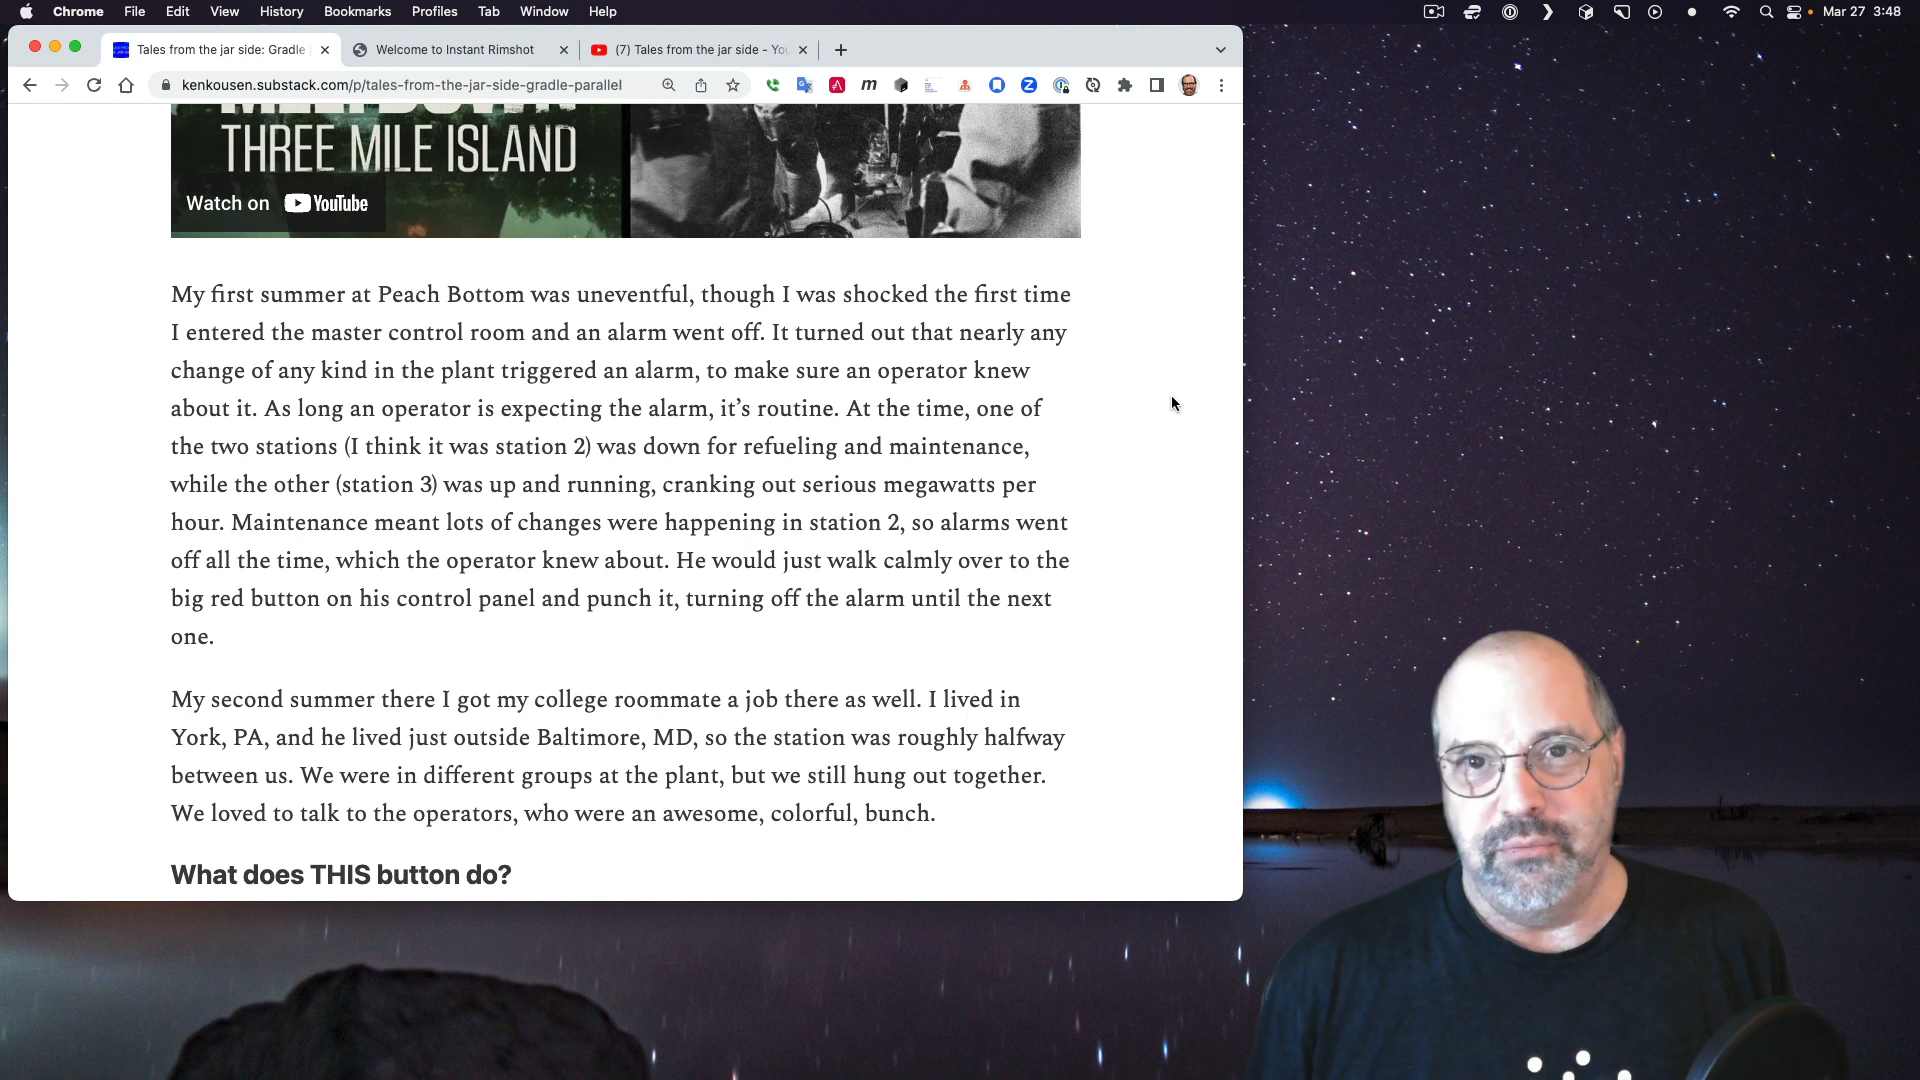 Chrome File Edit View History Bookmarks Profiles Tab Window Help Mar 27 3:48
Tales from the jar side: Gradle
Welcome to Instant Rimshot
(7) Tales from the jar side - You
kenkousen.substack.com/p/tales-from-the-jar-side-gradle-parallel
THREE MILE ISLAND
Watch on YouTube
My first summer at Peach Bottom was uneventful, though I was shocked the first time
I entered the master control room and an alarm went off. It turned out that nearly any
change of any kind in the plant triggered an alarm, to make sure an operator knew
about it. As long an operator is expecting the alarm, it’s routine. At the time, one of
the two stations (I think it was station 2) was down for refueling and maintenance,
while the other (station 3) was up and running, cranking out serious megawatts per
hour. Maintenance meant lots of changes were happening in station 2, so alarms went
off all the time, which the operator knew about. He would just walk calmly over to the
big red button on his control panel and punch it, turning off the alarm until the next
one.
My second summer there I got my college roommate a job there as well. I lived in
York, PA, and he lived just outside Baltimore, MD, so the station was roughly halfway
between us. We were in different groups at the plant, but we still hung out together.
We loved to talk to the operators, who were an awesome, colorful, bunch.
What does THIS button do?